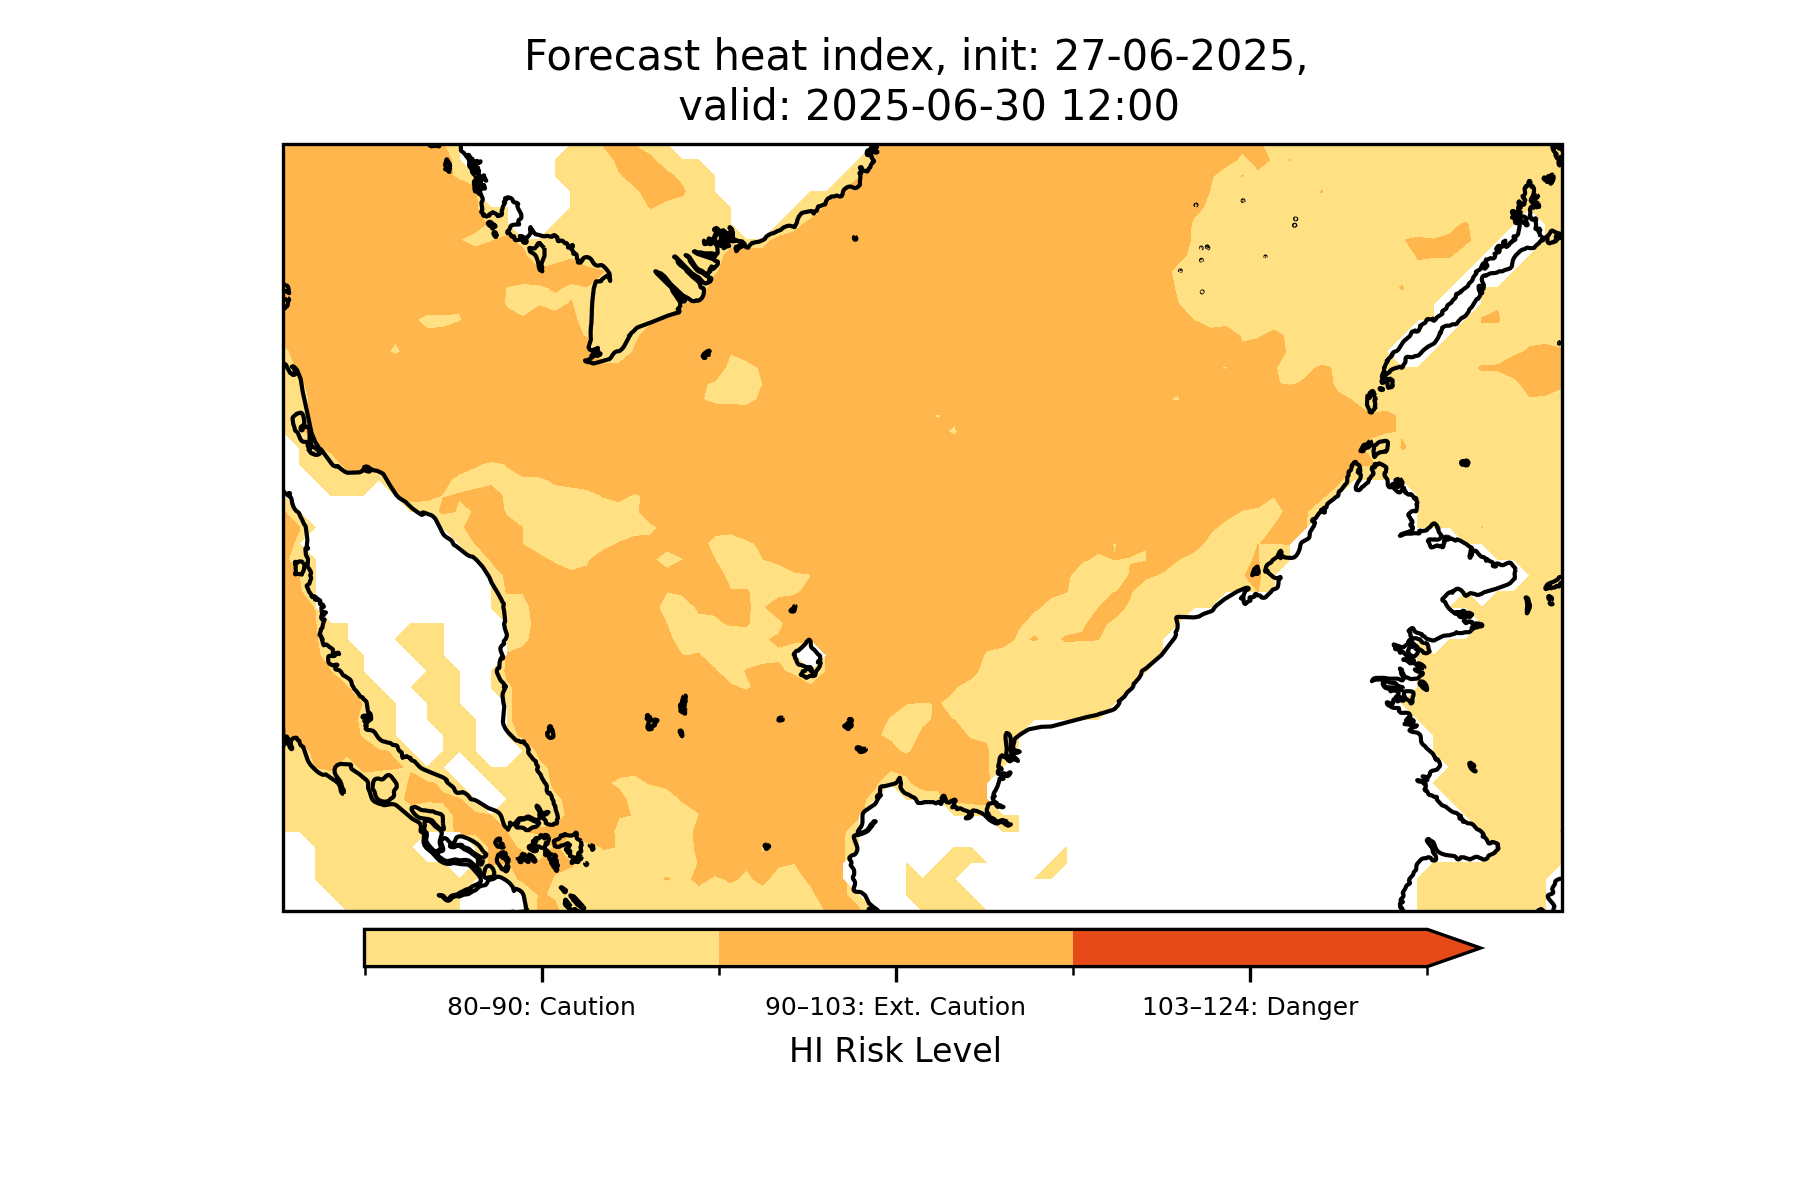 Forecast heat index, init: 27-06-2025,
valid: 2025-06-30 12:00
80–90: Caution
90–103: Ext. Caution
103–124: Danger
HI Risk Level